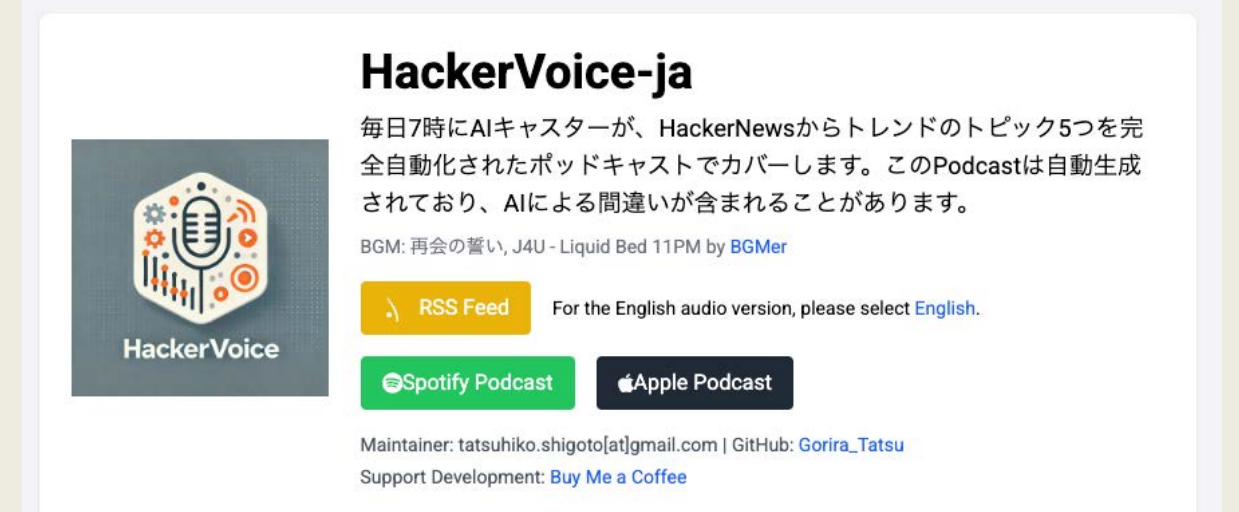 HackerVoice-ja
毎日7時にAIキャスターが、HackerNewsからトレンドのトピック5つを完
全自動化されたポッドキャストでカバーします。このPodcastは自動生成
されており、AIによる間違いが含まれることがあります。
BGM: 再会の誓い, J4U - Liquid Bed 11PM by BGMer
RSS Feed
For the English audio version, please select English.
HackerVoice
Spotify Podcast
Apple Podcast
Maintainer: tatsuhiko.shigoto[at]gmail.com | GitHub: Gorira_Tatsu
Support Development: Buy Me a Coffee